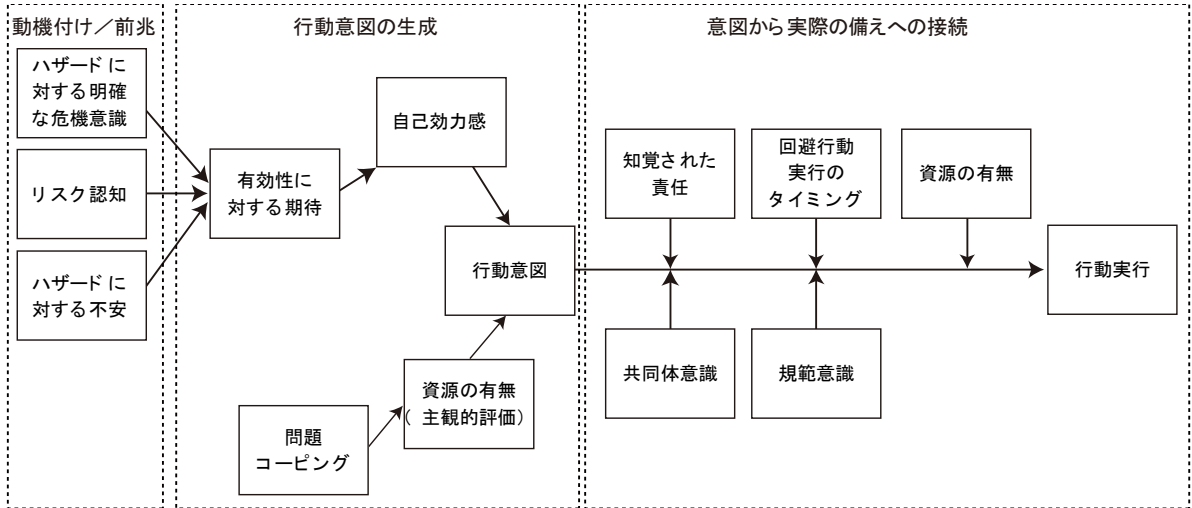 動機付け／前兆
ハザードに
対する明確
な危機意識
リスク認知
ハザードに
対する不安
行動意図の生成
有効性に
対する期待
自己効力感
行動意図
資源の有無
（主観的評価）
問題
コーピング
意図から実際の備えへの接続
知覚された
責任
回避行動
実行の
タイミング
資源の有無
共同体意識
規範意識
行動実行